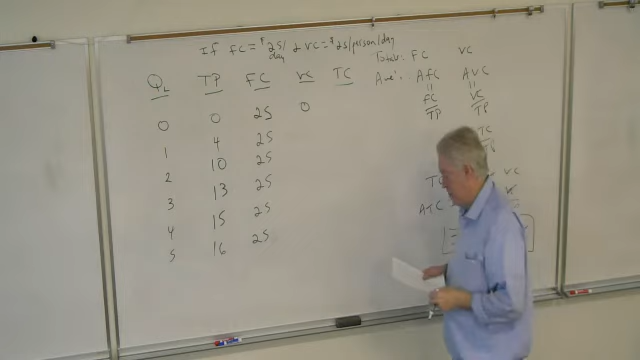 If FC = $25/day & VC = $25/person/day
Total: FC VC
QL TP FC VC TC Ave: AFC AVC
= =
FC/TP VC/TP
0 0 25 0
1 4 25
2 10 25
3 13 25
4 15 25
5 16 25
TC
VC
ATC